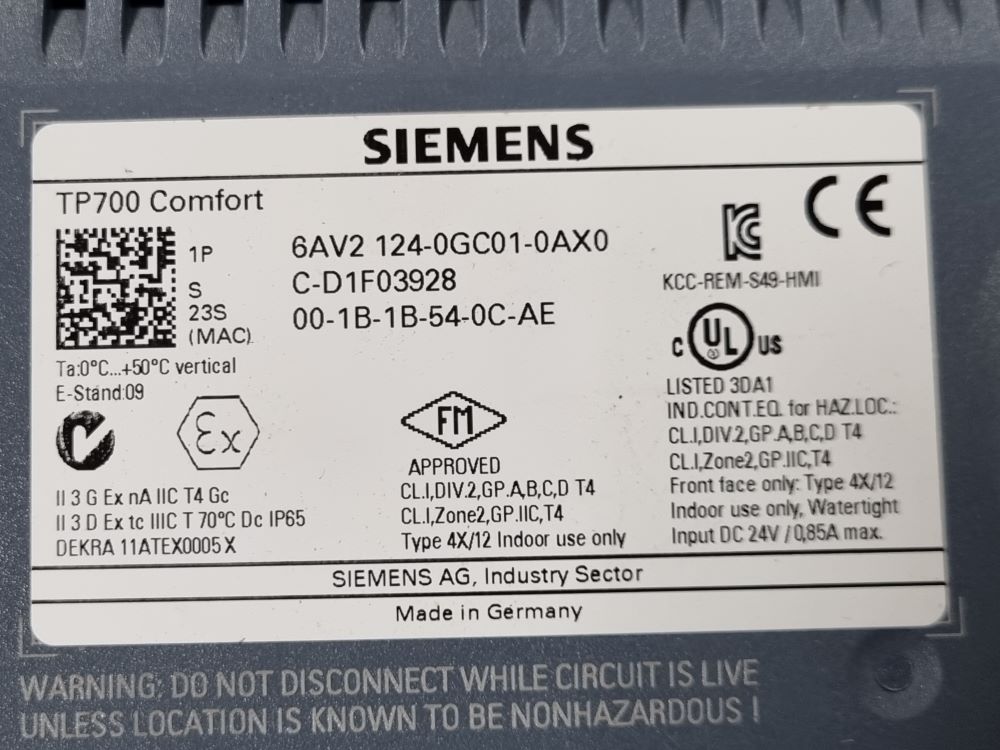 SIEMENS
TP700 Comfort
1P 6AV2 124-0GC01-0AX0
S C-D1F03928
23S 00-1B-1B-54-0C-AE
(MAC)
Ta:0°C...+50°C vertical
E-Stand:09
Ex
II 3 G Ex nA IIC T4 Gc
II 3 D Ex tc IIIC T 70°C Dc IP65
DEKRA 11ATEX0005 X
FM
APPROVED
CL.I,DIV.2,GP.A,B,C,D T4
CL.I,Zone2,GP.IIC,T4
Type 4X/12 Indoor use only
KC
CE
KCC-REM-S49-HMI
C UL US
LISTED 3DA1
IND.CONT.EQ. for HAZ.LOC.:
CL.I,DIV.2,GP.A,B,C,D T4
CL.I,Zone2,GP.IIC,T4
Front face only: Type 4X/12
Indoor use only, Watertight
Input DC 24V / 0,85A max.
SIEMENS AG, Industry Sector
Made in Germany
WARNING: DO NOT DISCONNECT WHILE CIRCUIT IS LIVE
UNLESS LOCATION IS KNOWN TO BE NONHAZARDOUS !